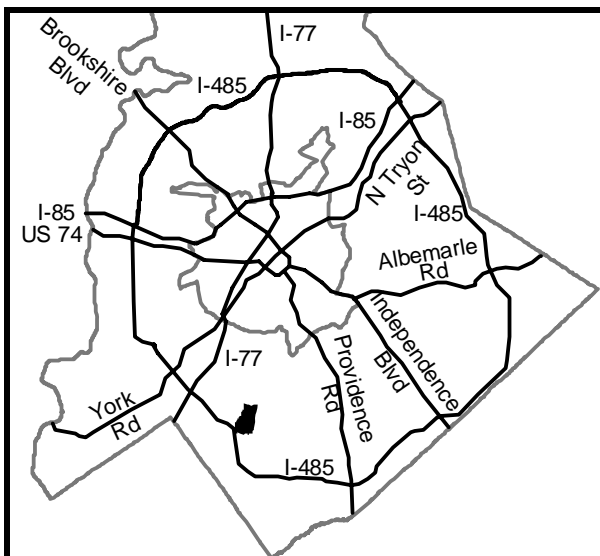 I-77
Brookshire
Blvd
I-485
I-85
N Tryon
St
I-85
US 74
I-485
Albemarle
Rd
Independence
Blvd
Providence
Rd
I-77
York
Rd
I-485